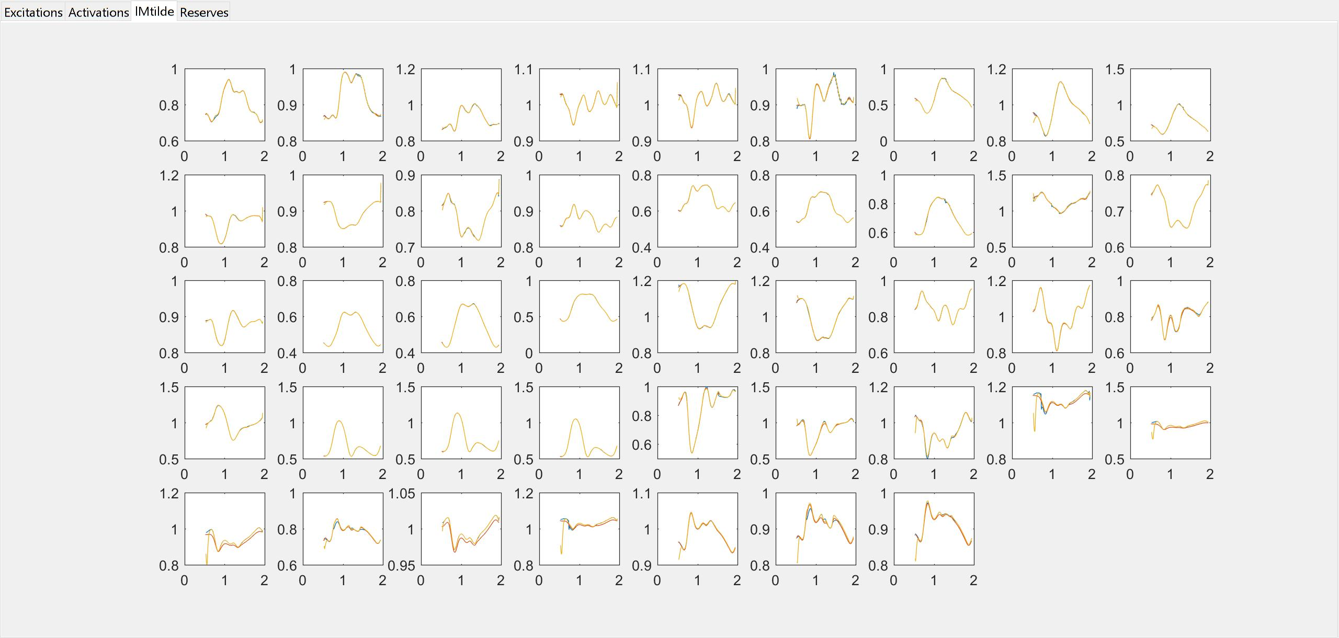 Excitations Activations lMtilde Reserves
1 1 1.2 1.1 1.1 1 1 1.2 1.5
0.8 0.9 1 1 1 0.9 0.5 1 1
0.6 0.8 0.8 0.9 0.9 0.8 0 0.8 0.5
0 1 2 0 1 2 0 1 2 0 1 2 0 1 2 0 1 2 0 1 2 0 1 2 0 1 2
1.2 1 0.9 1 0.8 0.8 1 1.5 0.8
1 0.9 0.8 0.9 0.6 0.6 0.8 1 0.7
0.8 0.8 0.7 0.8 0.4 0.4 0.6 0.5 0.6
0 1 2 0 1 2 0 1 2 0 1 2 0 1 2 0 1 2 0 1 2 0 1 2 0 1 2
1 0.8 0.8 1 1.2 1.2 1 1.2 1
0.9 0.6 0.6 0.5 1 1 0.8 1 0.8
0.8 0.4 0.4 0 0.8 0.8 0.6 0.8 0.6
0 1 2 0 1 2 0 1 2 0 1 2 0 1 2 0 1 2 0 1 2 0 1 2 0 1 2
1.5 1.5 1.5 1.5 1 1.5 1.2 1.2 1.5
1 1 1 1 0.8 1 1 1 1
0.5 0.5 0.5 0.5 0.6 0.5 0.8 0.8 0.5
0 1 2 0 1 2 0 1 2 0 1 2 0 1 2 0 1 2 0 1 2 0 1 2 0 1 2
1.2 1 1.05 1.2 1.1 1 1
1 0.8 1 1 1 0.9 0.9
0.8 0.6 0.95 0.8 0.9 0.8 0.8
0 1 2 0 1 2 0 1 2 0 1 2 0 1 2 0 1 2 0 1 2